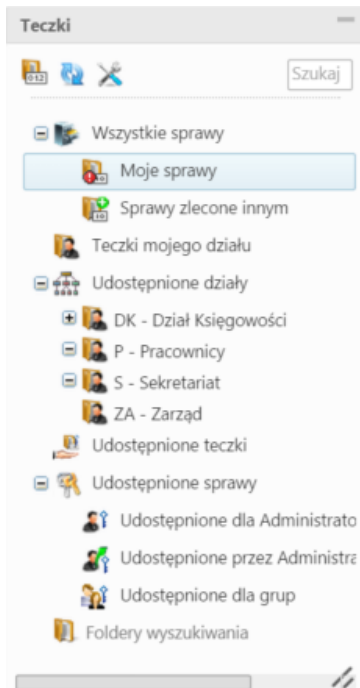 Teczki
Szukaj
Wszystkie sprawy
Moje sprawy
Sprawy zlecone innym
Teczki mojego działu
Udostępnione działy
DK - Dział Księgowości
P - Pracownicy
S - Sekretariat
ZA - Zarząd
Udostępnione teczki
Udostępnione sprawy
Udostępnione dla Administrato
Udostępnione przez Administra
Udostępnione dla grup
Foldery wyszukiwania